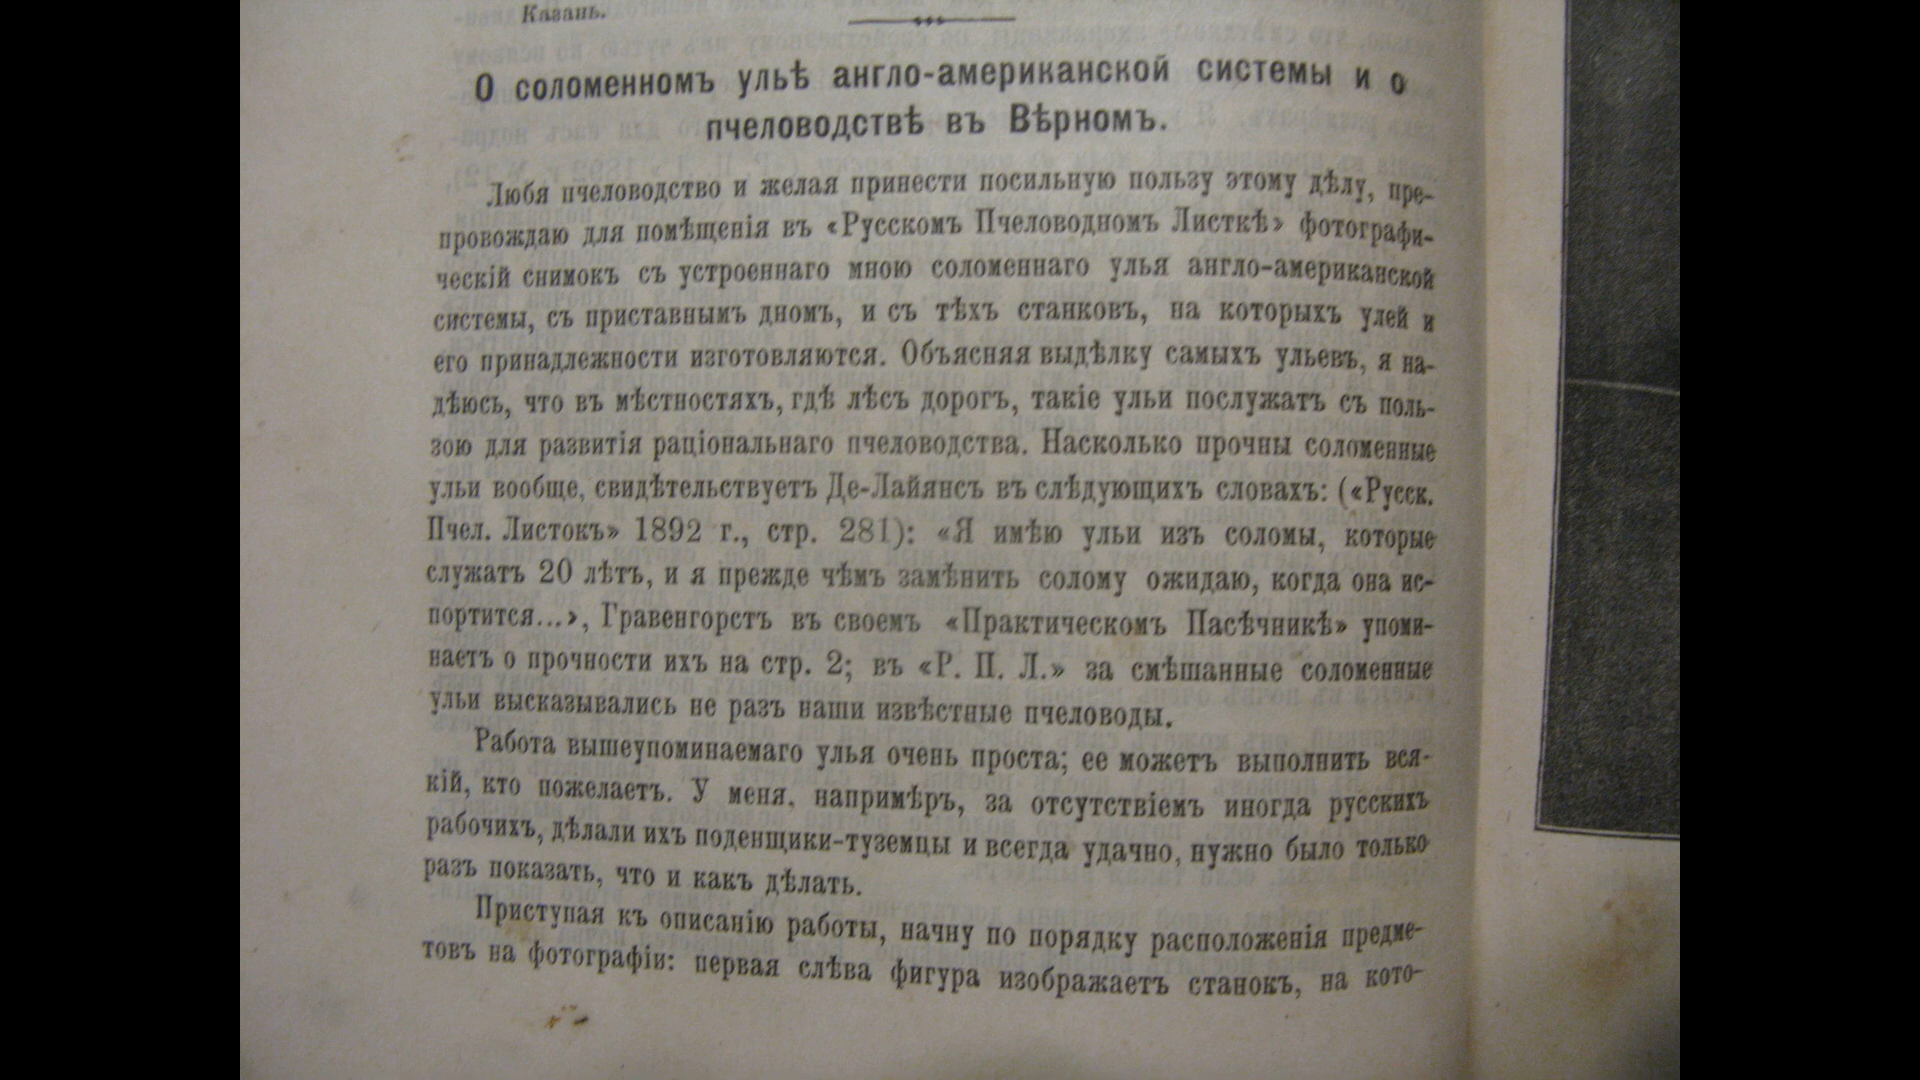 Казань.
О соломенномъ ульѣ англо-американской системы и о
пчеловодствѣ въ Вѣрномъ.
Любя пчеловодство и желая принести посильную пользу этому дѣлу, пре-
провождаю для помѣщенія въ «Русскомъ Пчеловодномъ Листкѣ» фотографи-
ческій снимокъ съ устроеннаго мною соломеннаго улья англо-американской
системы, съ приставнымъ дномъ, и съ тѣхъ станковъ, на которыхъ улей и
его принадлежности изготовляются. Объясняя выдѣлку самыхъ ульевъ, я на-
дѣюсь, что въ мѣстностяхъ, гдѣ лѣсъ дорогъ, такіе ульи послужатъ съ поль-
зою для развитія раціональнаго пчеловодства. Насколько прочны соломенные
ульи вообще, свидѣтельствуетъ Де-Лайянсъ въ слѣдующихъ словахъ: («Русск.
Пчел. Листокъ» 1892 г., стр. 281): «Я имѣю ульи изъ соломы, которые
служатъ 20 лѣтъ, и я прежде чѣмъ замѣнить солому ожидаю, когда она ис-
портится...», Гравенгорстъ въ своемъ «Практическомъ Пасѣчникѣ» упоми-
наетъ о прочности ихъ на стр. 2; въ «Р. П. Л.» за смѣшанные соломенные
ульи высказывались не разъ наши извѣстные пчеловоды.
Работа вышеупоминаемаго улья очень проста; ее можетъ выполнить вся-
кій, кто пожелаетъ. У меня, напримѣръ, за отсутствіемъ иногда русскихъ
рабочихъ, дѣлали ихъ поденщики-туземцы и всегда удачно, нужно было только
разъ показать, что и какъ дѣлать.
Приступая къ описанію работы, начну по порядку расположенія предме-
товъ на фотографіи: первая слѣва фигура изображаетъ станокъ, на кото-